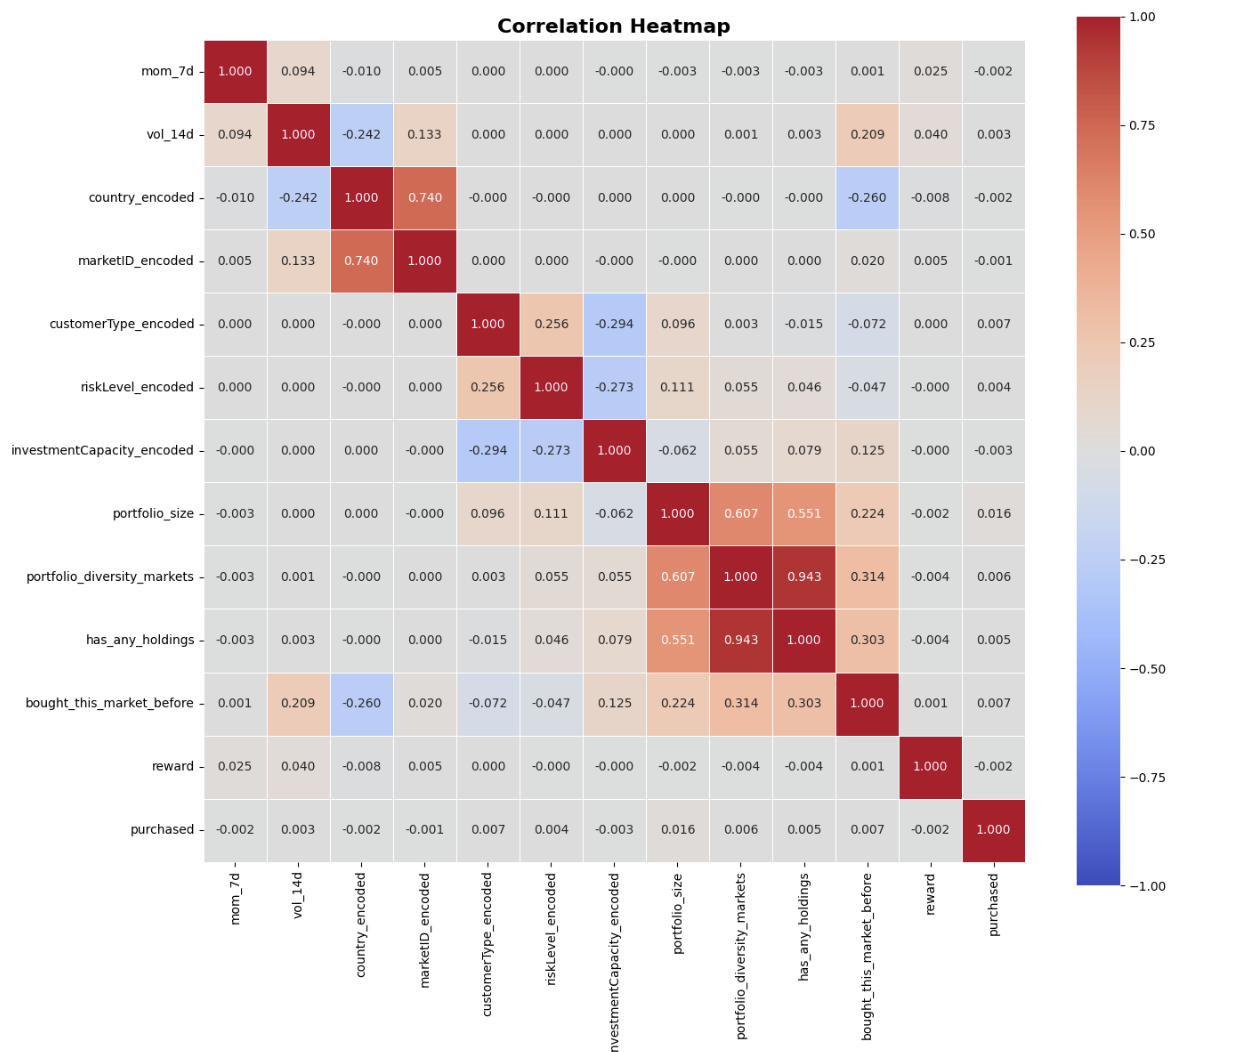 Correlation Heatmap
mom_7d 1.000 0.094 -0.010 0.005 0.000 0.000 -0.000 -0.003 -0.003 -0.003 0.001 0.025 -0.002
vol_14d 0.094 1.000 -0.242 0.133 0.000 0.000 0.000 0.000 0.001 0.003 0.209 0.040 0.003
country_encoded -0.010 -0.242 1.000 0.740 -0.000 -0.000 0.000 0.000 -0.000 -0.000 -0.260 -0.008 -0.002
marketID_encoded 0.005 0.133 0.740 1.000 0.000 0.000 -0.000 -0.000 0.000 0.000 0.020 0.005 -0.001
customerType_encoded 0.000 0.000 -0.000 0.000 1.000 0.256 -0.294 0.096 0.003 -0.015 -0.072 0.000 0.007
riskLevel_encoded 0.000 0.000 -0.000 0.000 0.256 1.000 -0.273 0.111 0.055 0.046 -0.047 -0.000 0.004
investmentCapacity_encoded -0.000 0.000 0.000 -0.000 -0.294 -0.273 1.000 -0.062 0.055 0.079 0.125 -0.000 -0.003
portfolio_size -0.003 0.000 0.000 -0.000 0.096 0.111 -0.062 1.000 0.607 0.551 0.224 -0.002 0.016
portfolio_diversity_markets -0.003 0.001 -0.000 0.000 0.003 0.055 0.055 0.607 1.000 0.943 0.314 -0.004 0.006
has_any_holdings -0.003 0.003 -0.000 0.000 -0.015 0.046 0.079 0.551 0.943 1.000 0.303 -0.004 0.005
bought_this_market_before 0.001 0.209 -0.260 0.020 -0.072 -0.047 0.125 0.224 0.314 0.303 1.000 0.001 0.007
reward 0.025 0.040 -0.008 0.005 0.000 -0.000 -0.000 -0.002 -0.004 -0.004 0.001 1.000 -0.002
purchased -0.002 0.003 -0.002 -0.001 0.007 0.004 -0.003 0.016 0.006 0.005 0.007 -0.002 1.000
mom_7d
vol_14d
country_encoded
marketID_encoded
customerType_encoded
riskLevel_encoded
nvestmentCapacity_encoded
portfolio_size
portfolio_diversity_markets
has_any_holdings
bought_this_market_before
reward
purchased
1.00
0.75
0.50
0.25
0.00
−0.25
−0.50
−0.75
−1.00